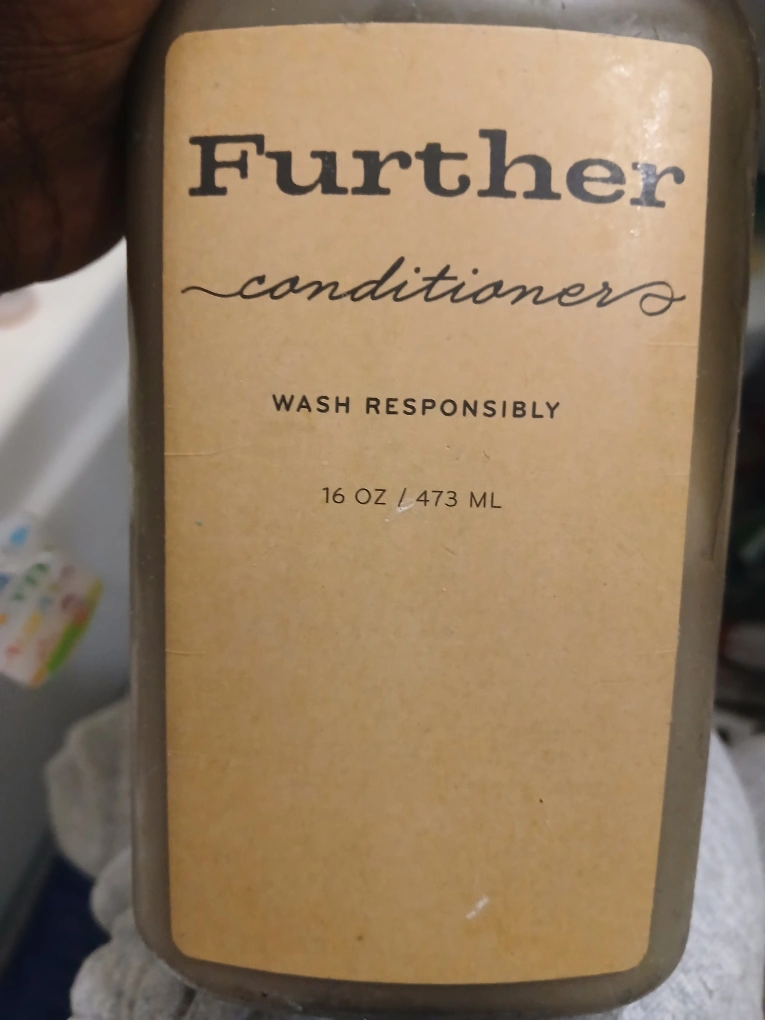 Further
conditioner
WASH RESPONSIBLY
16 OZ / 473 ML